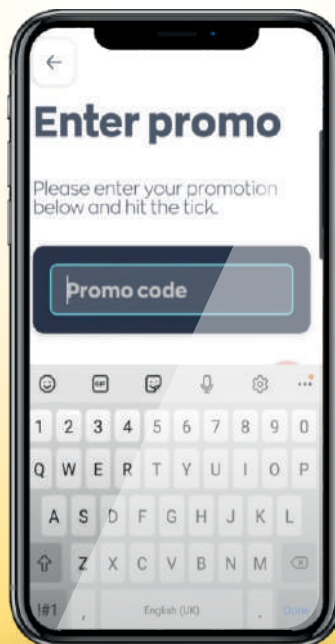 Enter promo
Please enter your promotion
below and hit the tick.
Promo code
GIF
1 2 3 4 5 6 7 8 9 0
Q W E R T Y U I O P
A S D F G H J K L
Z X C V B N M
!#1 , English (UK) . Done